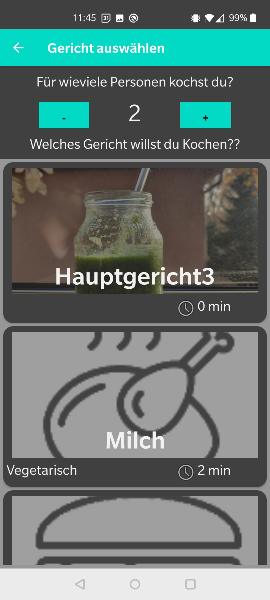 11:45 31 99%
Gericht auswählen
Für wieviele Personen kochst du?
- 2 +
Welches Gericht willst du Kochen??
Hauptgericht3
0 min
Milch
Vegetarisch 2 min